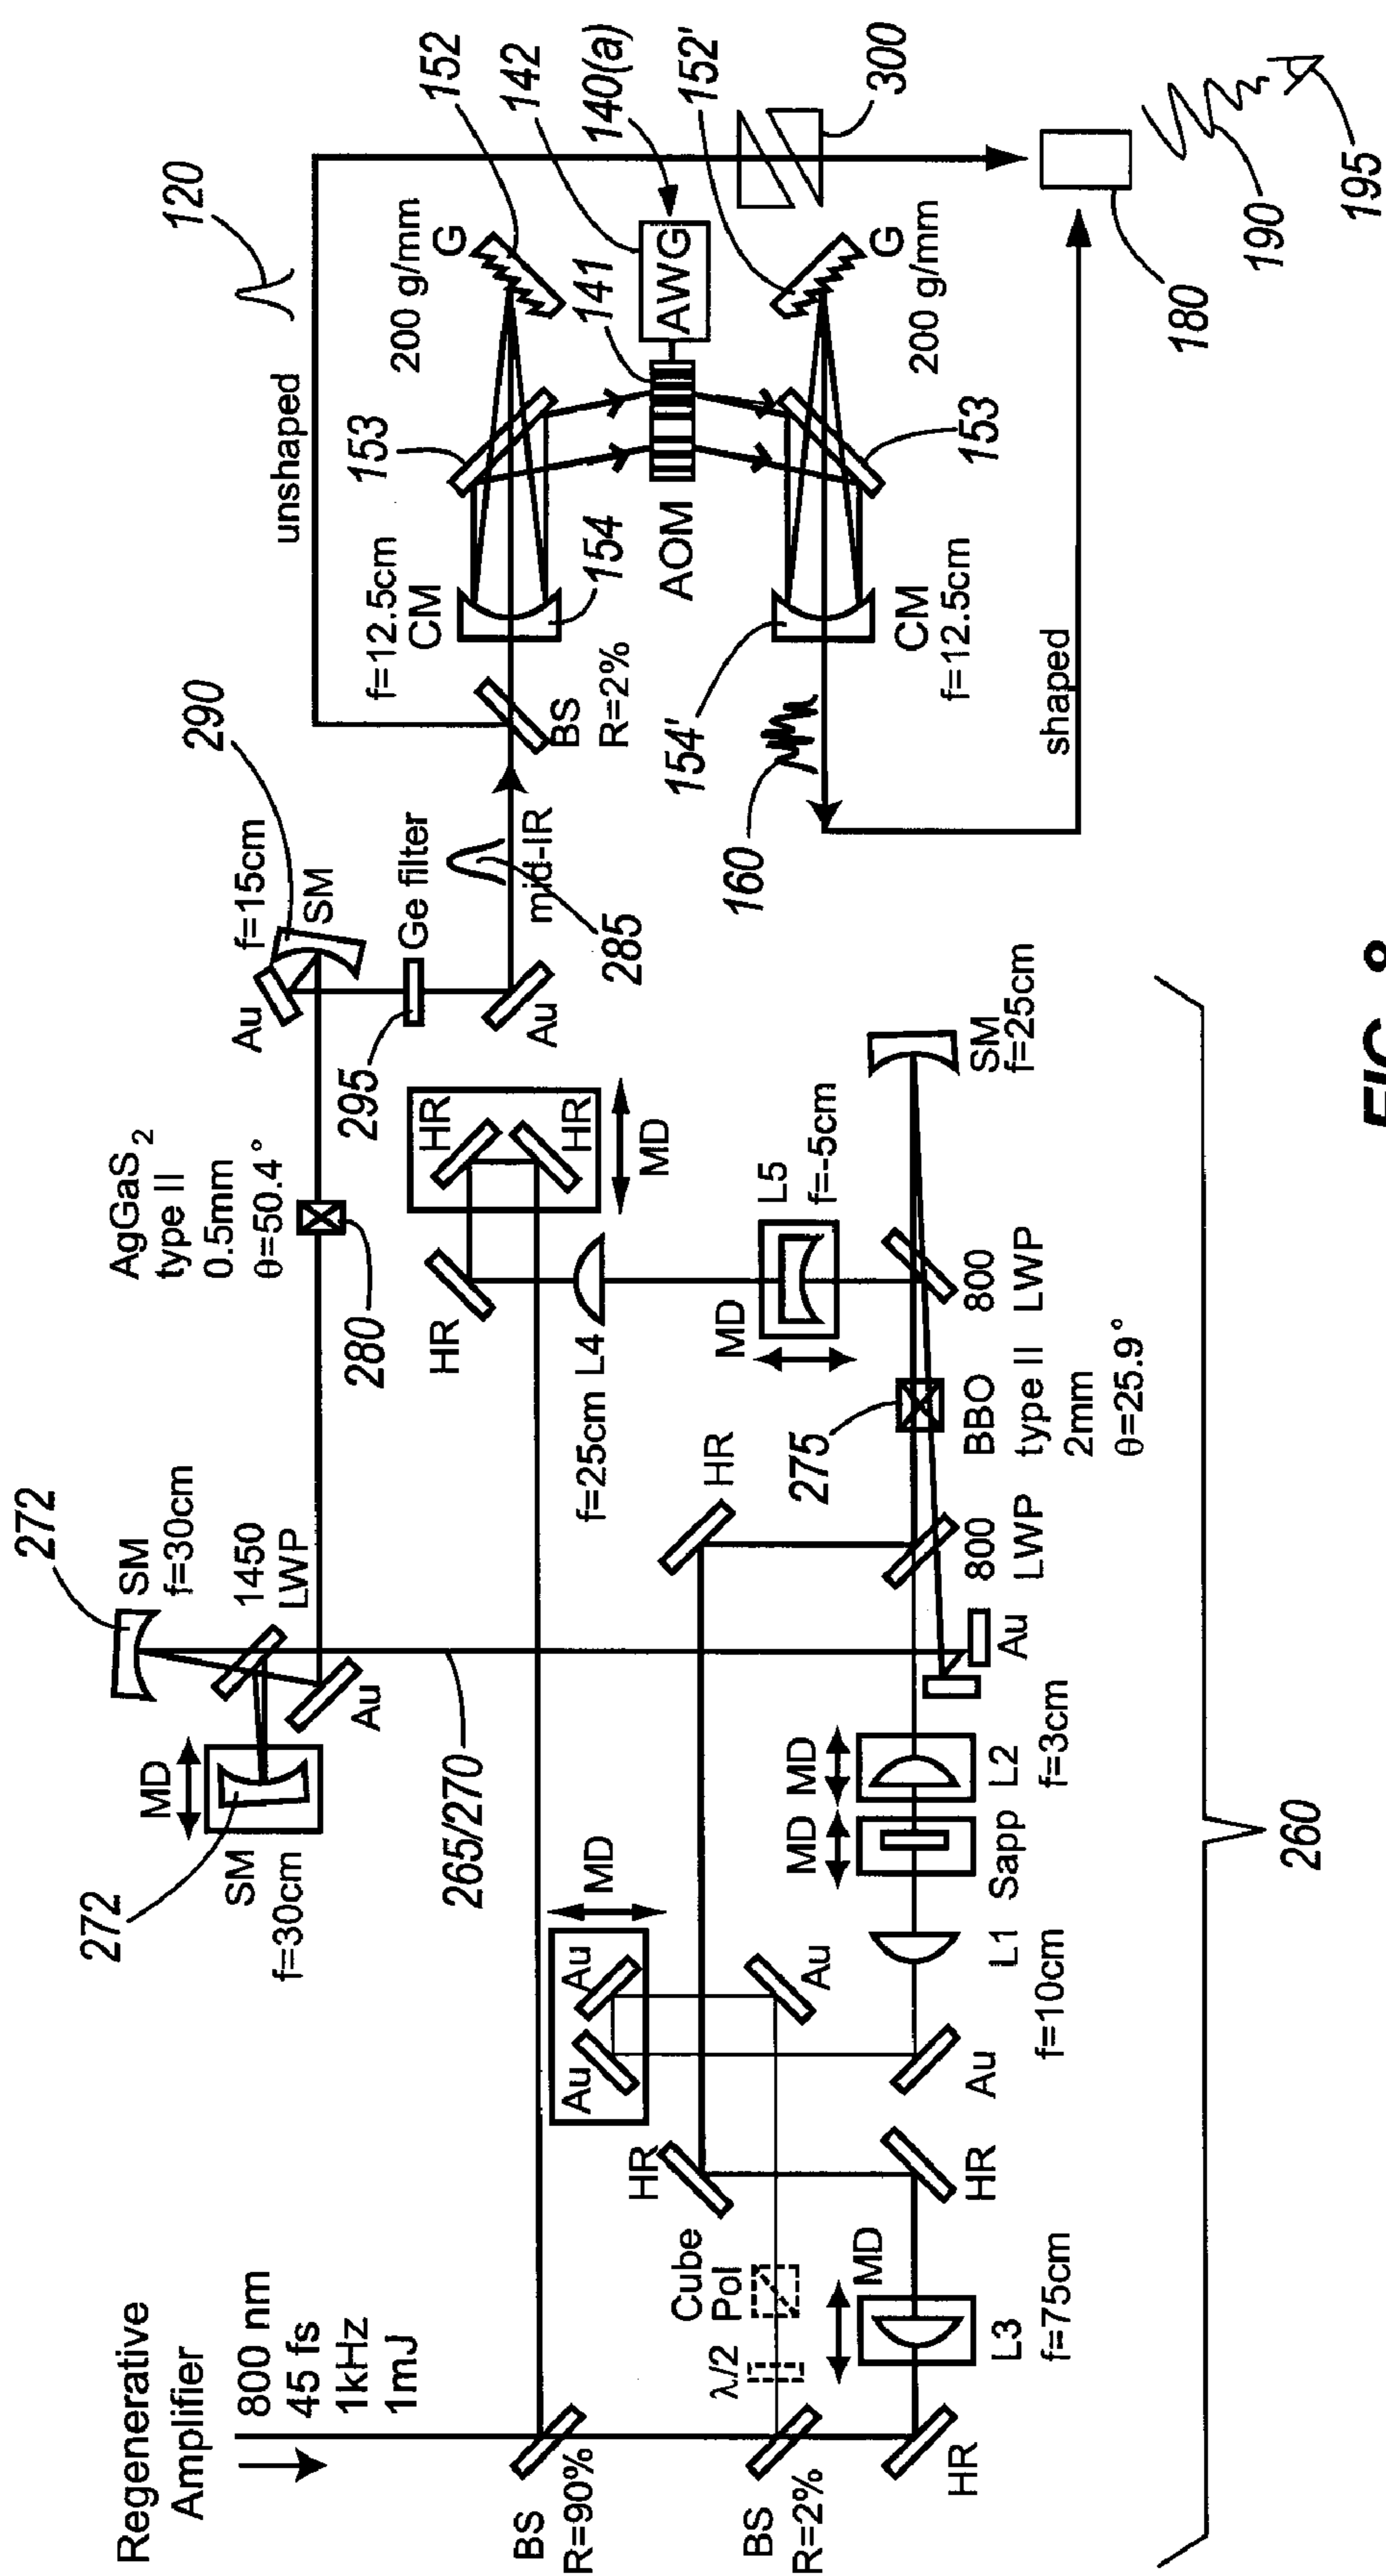 Regenerative
Amplifier
800 nm
45 fs
1kHz
1mJ
BS
R=90%
BS
R=2%
HR
λ/2
Cube
Pol
MD
L3
f=75cm
HR
HR
Au
Au
MD
Au
Au
L1
f=10cm
MD
Sapp
MD
L2
f=3cm
Au
800
LWP
HR
275
BBO
type II
2mm
θ=25.9°
800
LWP
MD
L5
f=-5cm
SM
f=25cm
f=25cm L4
HR
HR
HR
MD
260
265/270
272
SM
f=30cm
MD
272
SM
f=30cm
1450
LWP
Au
AgGaS2
type II
0.5mm
θ=50.4°
280
290
f=15cm
SM
Au
Ge filter
295
Au
mid-IR
285
BS
R=2%
unshaped
120
f=12.5cm
CM
154
153
200 g/mm
G
152
142
140(a)
141
AWG
AOM
152'
G
200 g/mm
153
154'
CM
f=12.5cm
160
shaped
300
180
190
195
FIG. 8